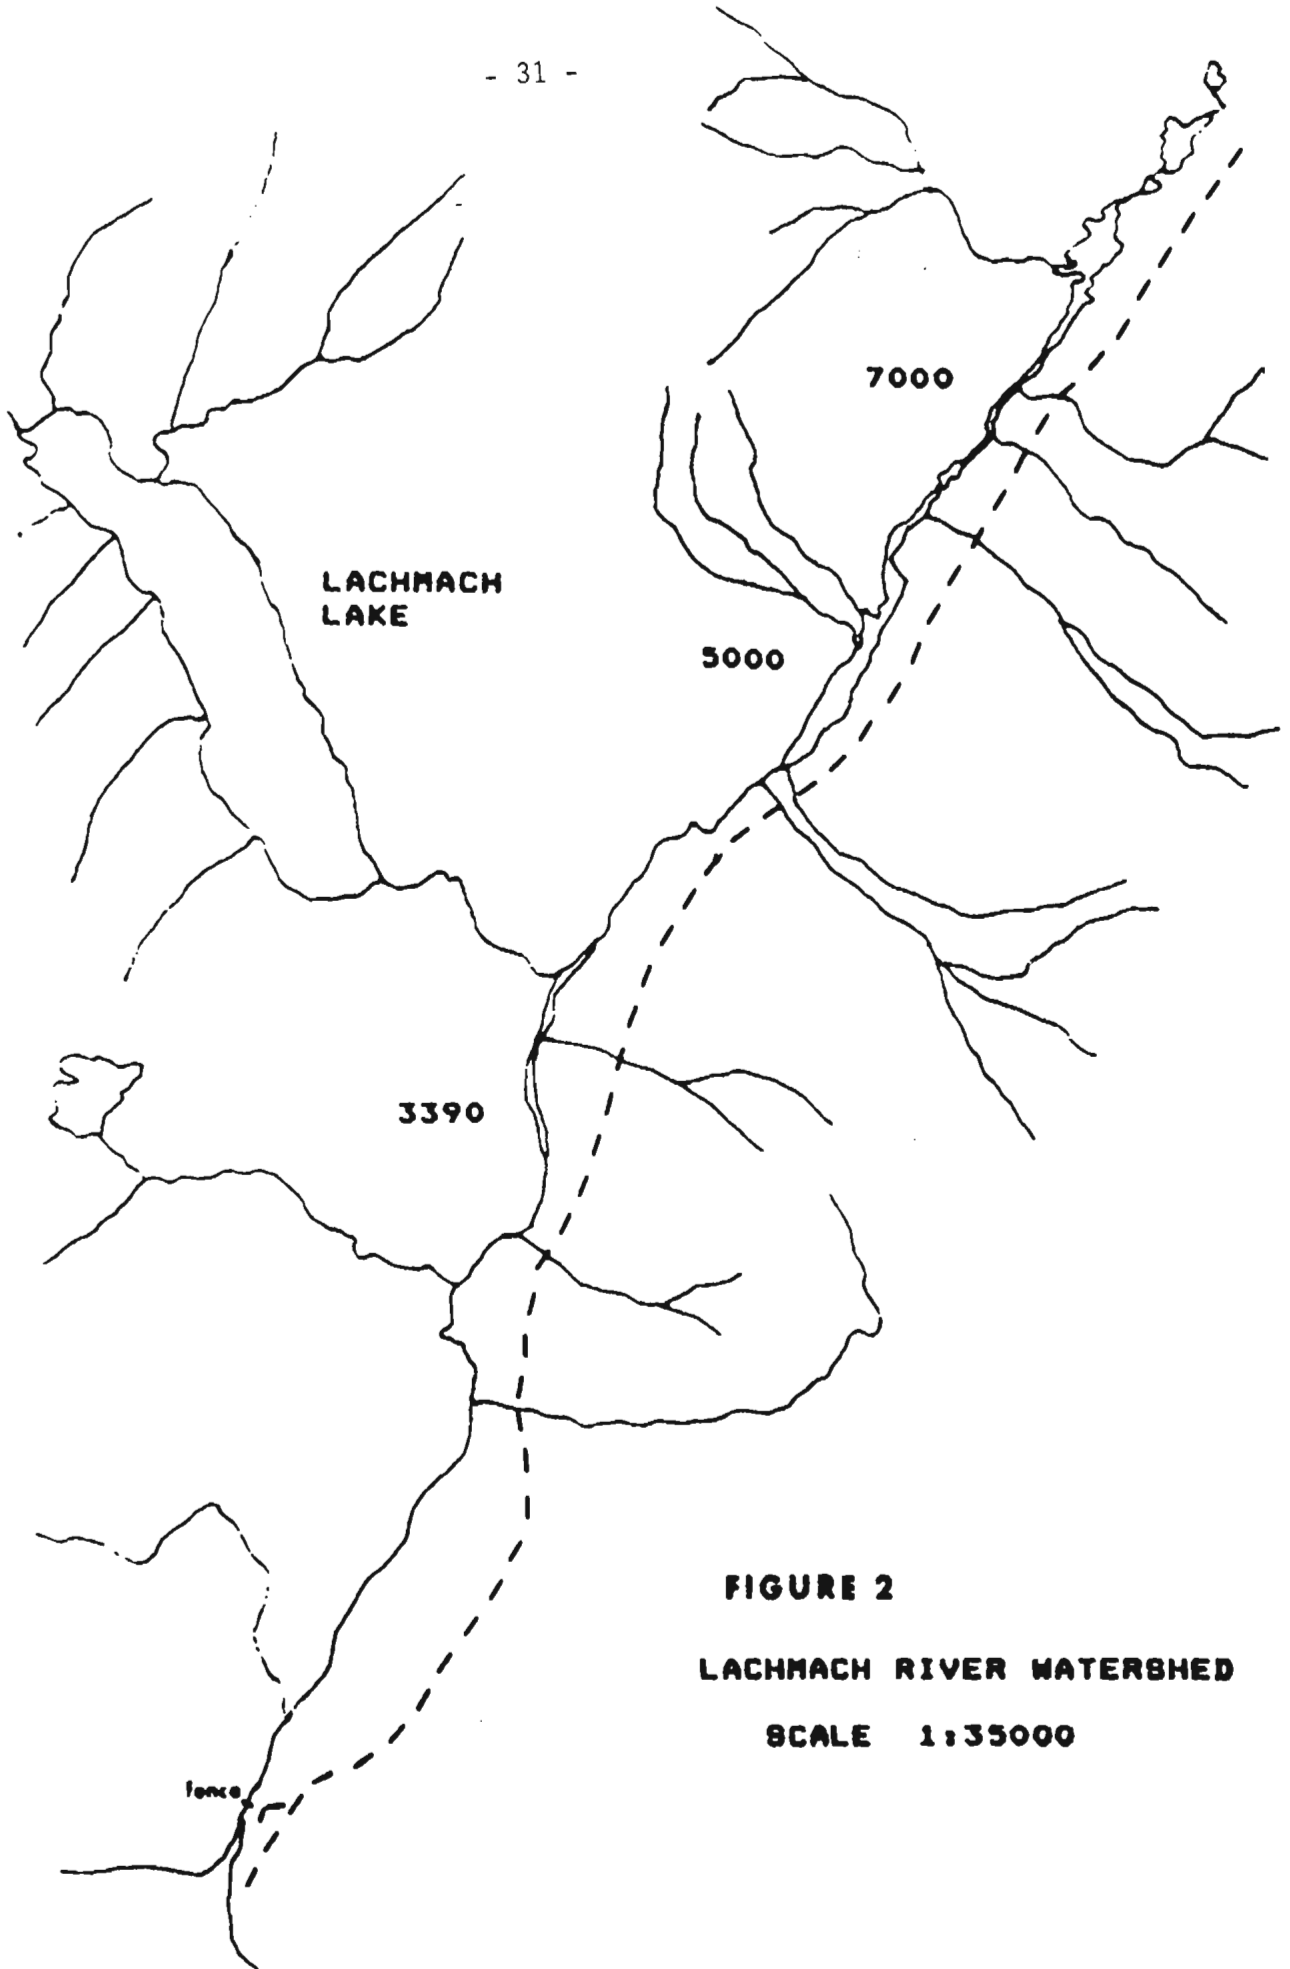 - 31 -
7000
LACHMACH
LAKE
5000
3390
FIGURE 2
LACHMACH RIVER WATERSHED
SCALE 1:35000
fence